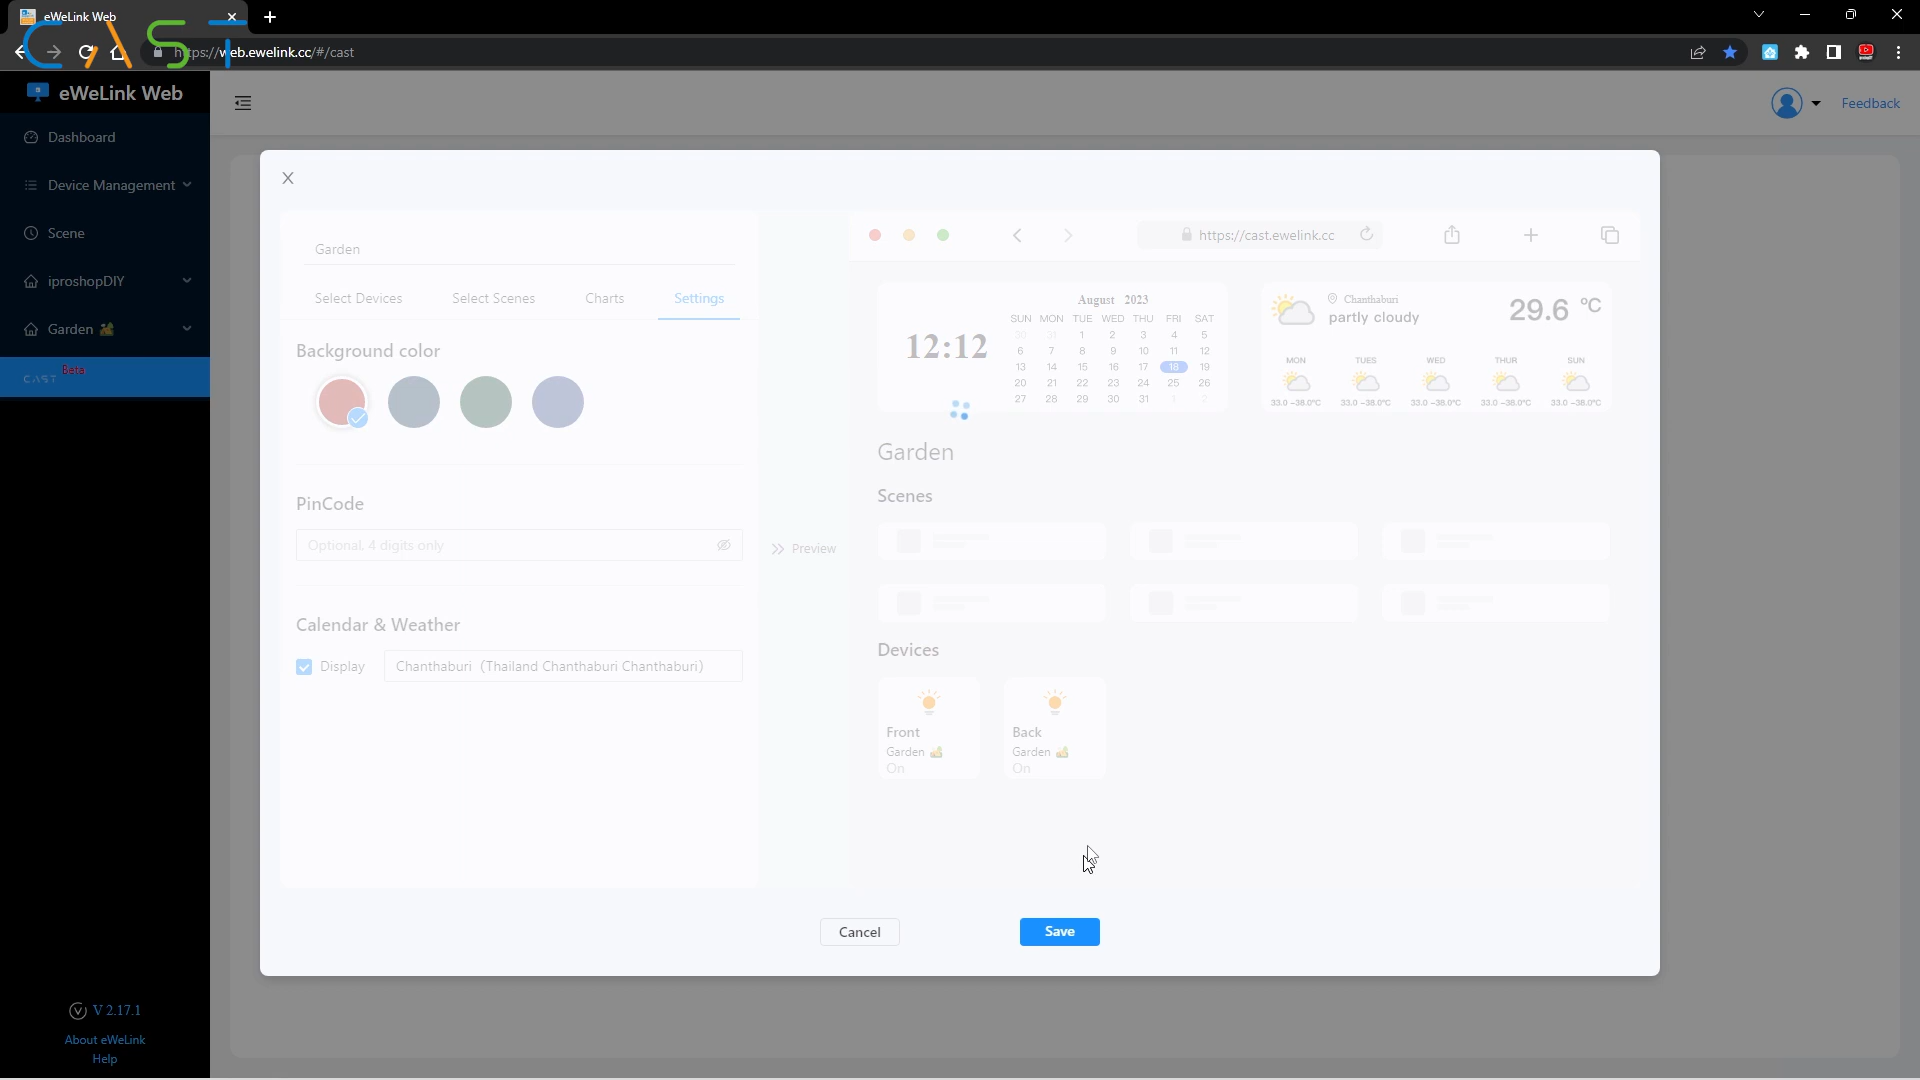 eWeLink Web
CAST
https://web.ewelink.cc/#/cast
eWeLink Web
Feedback
Dashboard
Device Management
Scene
iproshopDIY
Garden
CAST Beta
V 2.17.1
About eWeLink
Help
Garden
Select Devices Select Scenes Charts Settings
Background color
PinCode
Optional, 4 digits only
Calendar & Weather
Display Chanthaburi (Thailand Chanthaburi Chanthaburi)
Preview
https://cast.ewelink.cc
12:12
August 2023
SUN MON TUE WED THU FRI SAT
30 31 1 2 3 4 5
6 7 8 9 10 11 12
13 14 15 16 17 18 19
20 21 22 23 24 25 26
27 28 29 30 31 1 2
Chanthaburi
partly cloudy
29.6 °C
MON TUES WED THUR SUN
33.0 ~38.0°C 33.0 ~38.0°C 33.0 ~38.0°C 33.0 ~38.0°C 33.0 ~38.0°C
Garden
Scenes
Devices
Front
Garden
On
Back
Garden
On
Cancel
Save